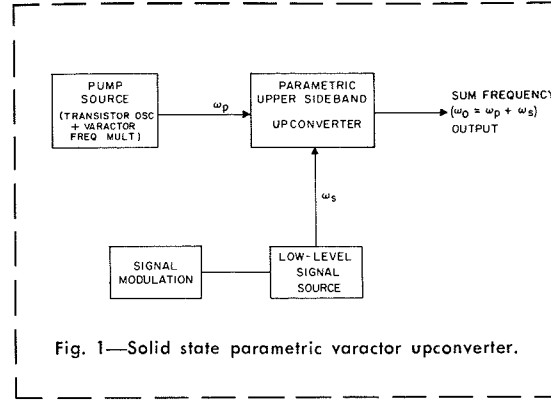 PUMP
SOURCE
(TRANSISTOR OSC
+ VARACTOR
FREQ MULT)
ωp
PARAMETRIC
UPPER SIDEBAND
UPCONVERTER
SUM FREQUENCY
(ω0 = ωp + ωs)
OUTPUT
ωs
SIGNAL
MODULATION
LOW-LEVEL
SIGNAL
SOURCE
Fig. 1—Solid state parametric varactor upconverter.